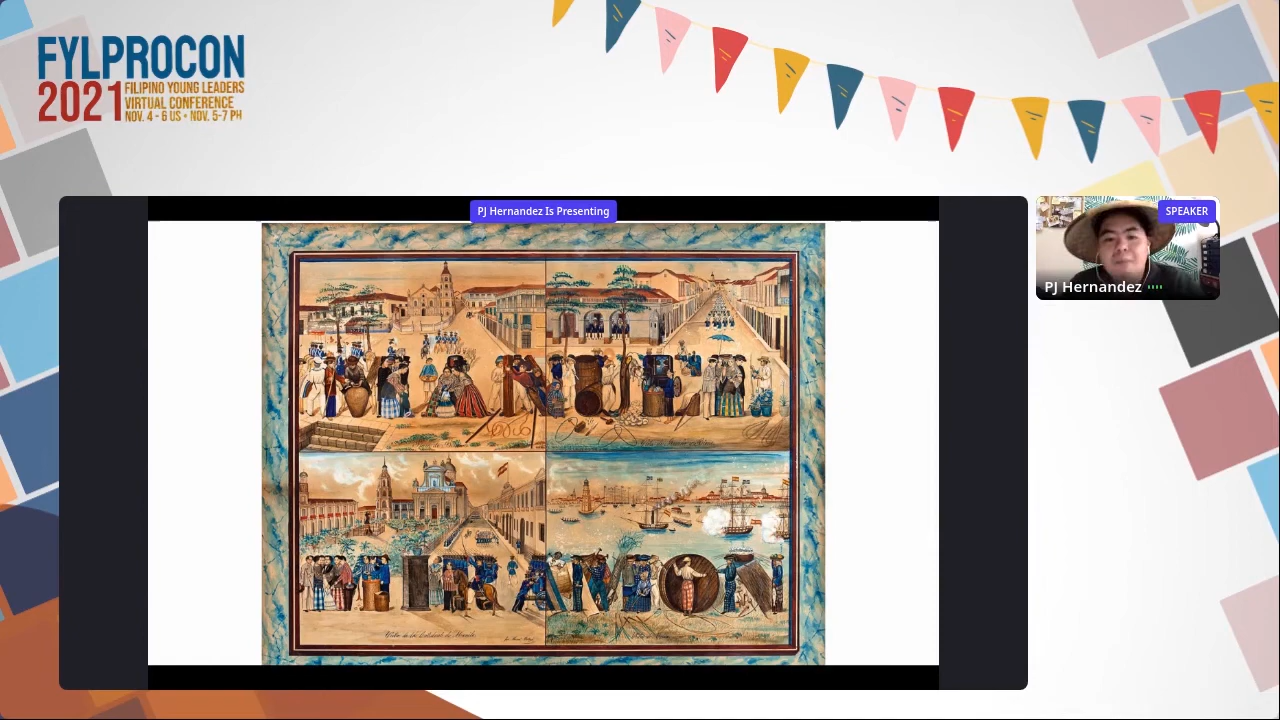 FYLPROCON
2021 FILIPINO YOUNG LEADERS
VIRTUAL CONFERENCE
NOV. 4 - 6 US • NOV. 5-7 PH
PJ Hernandez Is Presenting
SPEAKER
PJ Hernandez